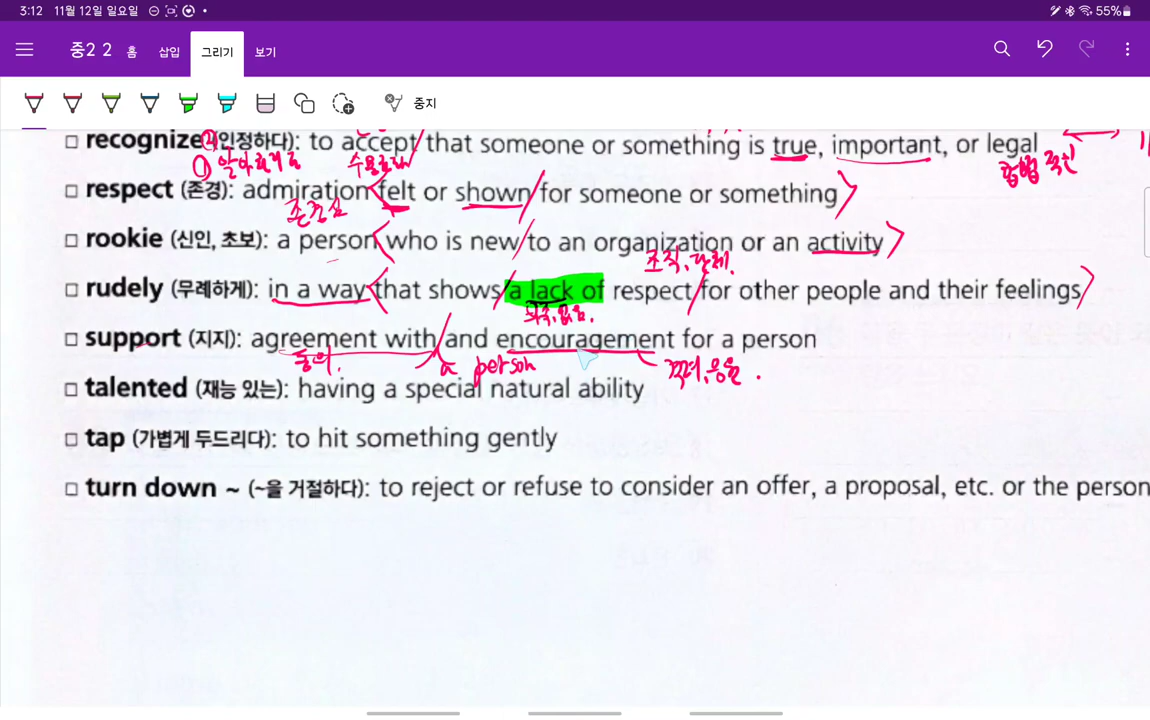 3:12 11월 12일 일요일
55%
중2 2 홈 삽입 그리기 보기
중지
recognize ②(인정하다): to accept that someone or something is true, important, or legal
① 수용하다 합법적인
respect (존경): admiration felt or shown for someone or something
존경심
rookie (신인, 초보): a person who is new to an organization or an activity
조직, 단체.
rudely (무례하게): in a way that shows a lack of respect for other people and their feelings
부족, 없음.
support (지지): agreement with and encouragement for a person
동의. a person 격려, 응원.
talented (재능 있는): having a special natural ability
tap (가볍게 두드리다): to hit something gently
turn down ~ (~을 거절하다): to reject or refuse to consider an offer, a proposal, etc. or the person